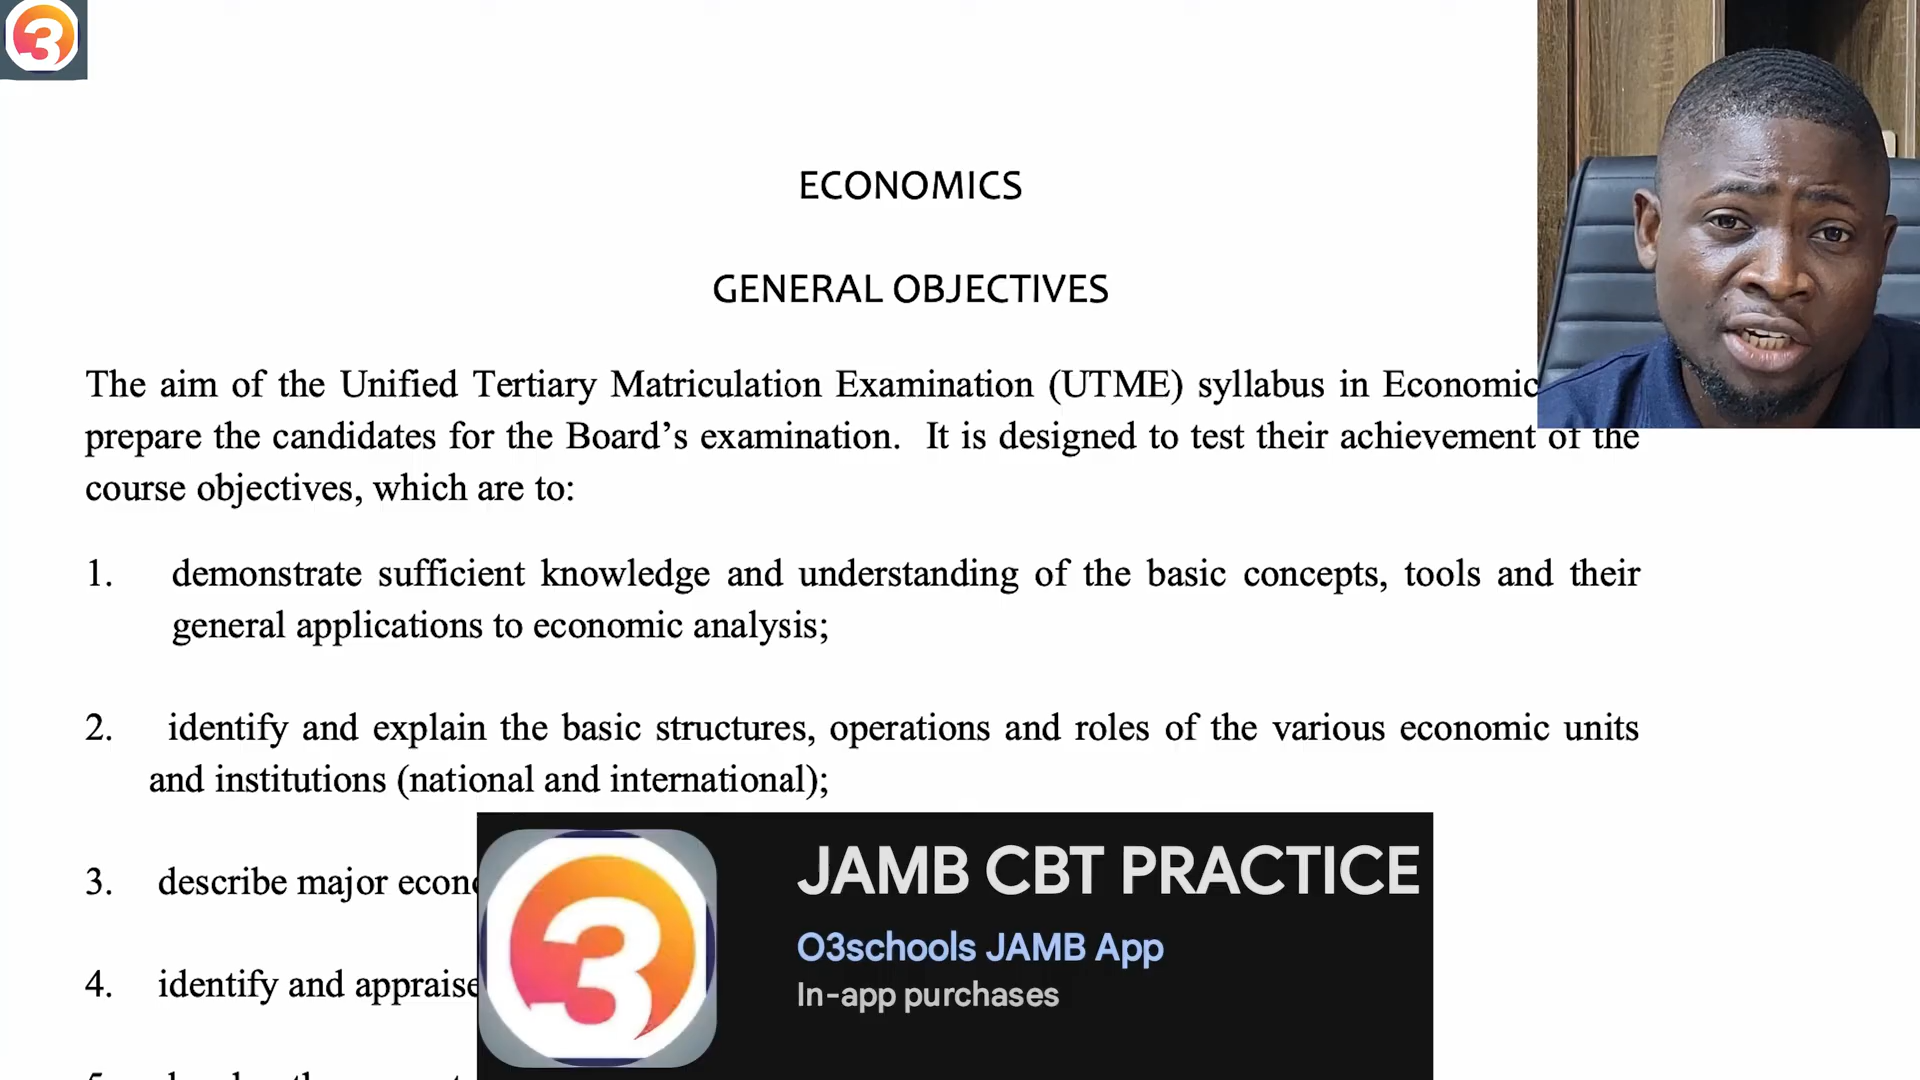 3
ECONOMICS
GENERAL OBJECTIVES
The aim of the Unified Tertiary Matriculation Examination (UTME) syllabus in Economic
prepare the candidates for the Board’s examination. It is designed to test their achievement of the
course objectives, which are to:
1. demonstrate sufficient knowledge and understanding of the basic concepts, tools and their
general applications to economic analysis;
2. identify and explain the basic structures, operations and roles of the various economic units
and institutions (national and international);
3. describe major
4. identify and appraise
3
JAMB CBT PRACTICE
O3schools JAMB App
In-app purchases